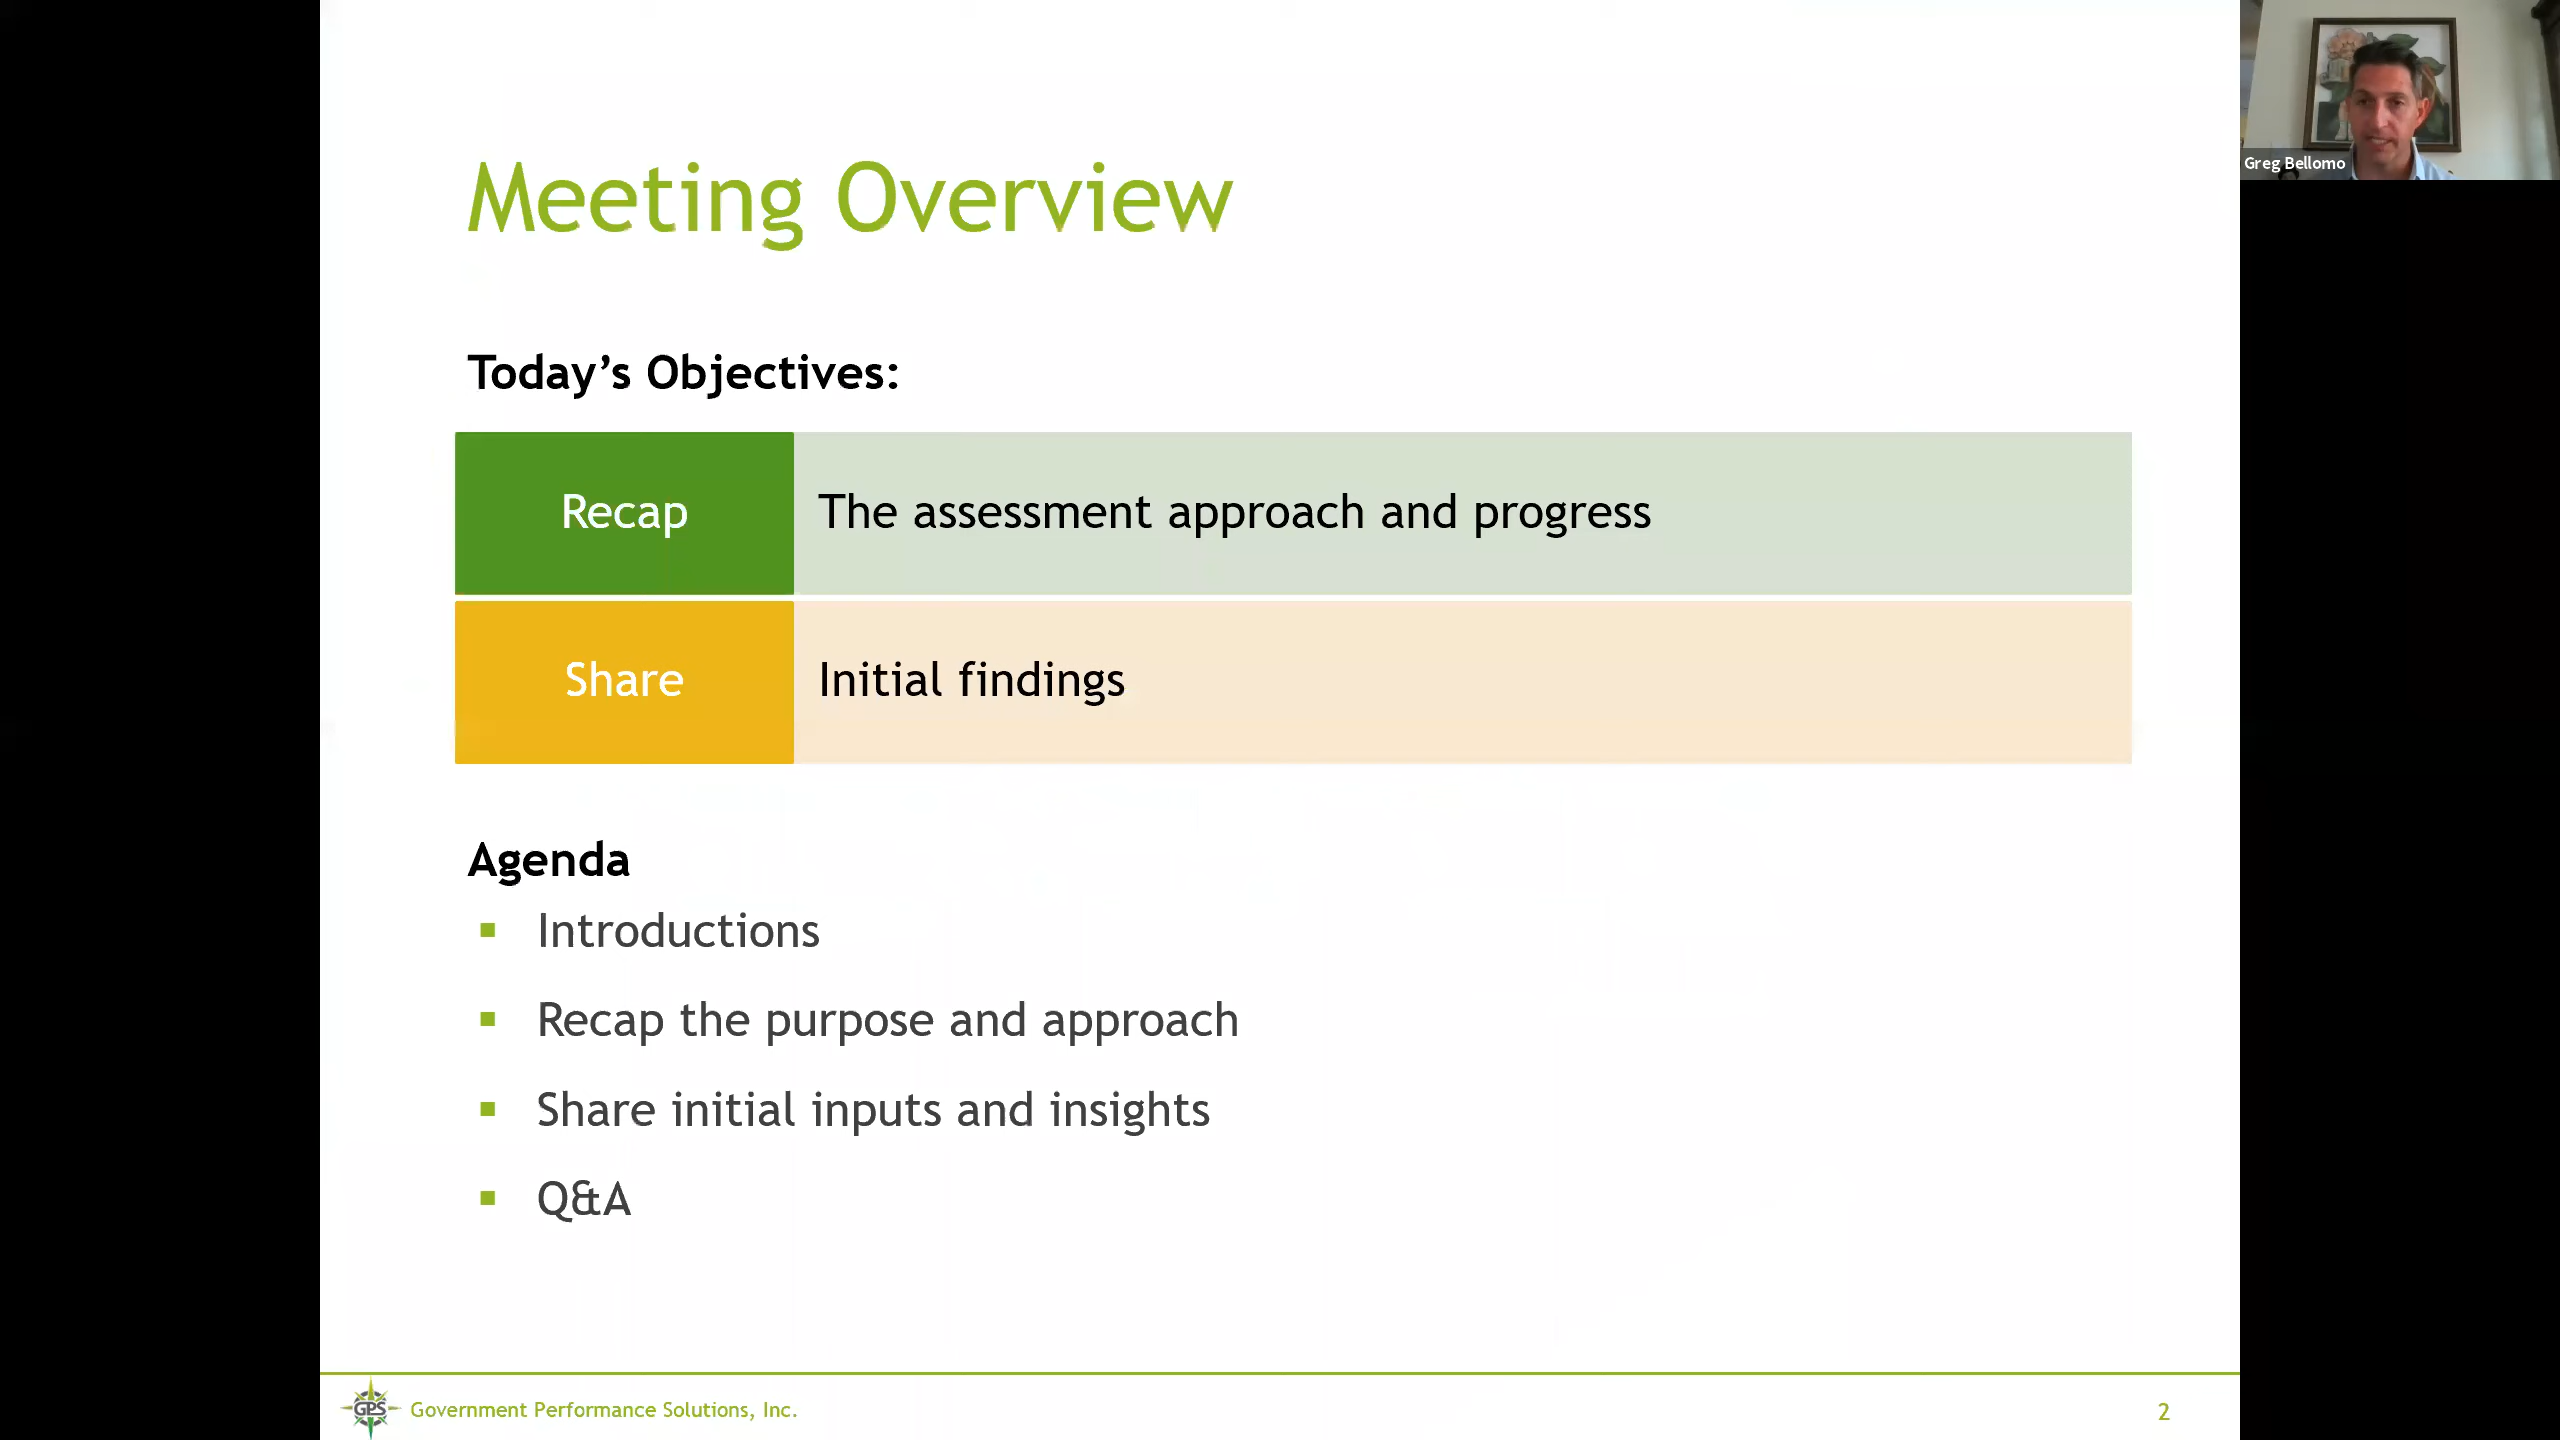 Meeting Overview
Greg Bellomo
Today’s Objectives:
Recap
The assessment approach and progress
Share
Initial findings
Agenda
Introductions
Recap the purpose and approach
Share initial inputs and insights
Q&A
GPS
Government Performance Solutions, Inc.
2